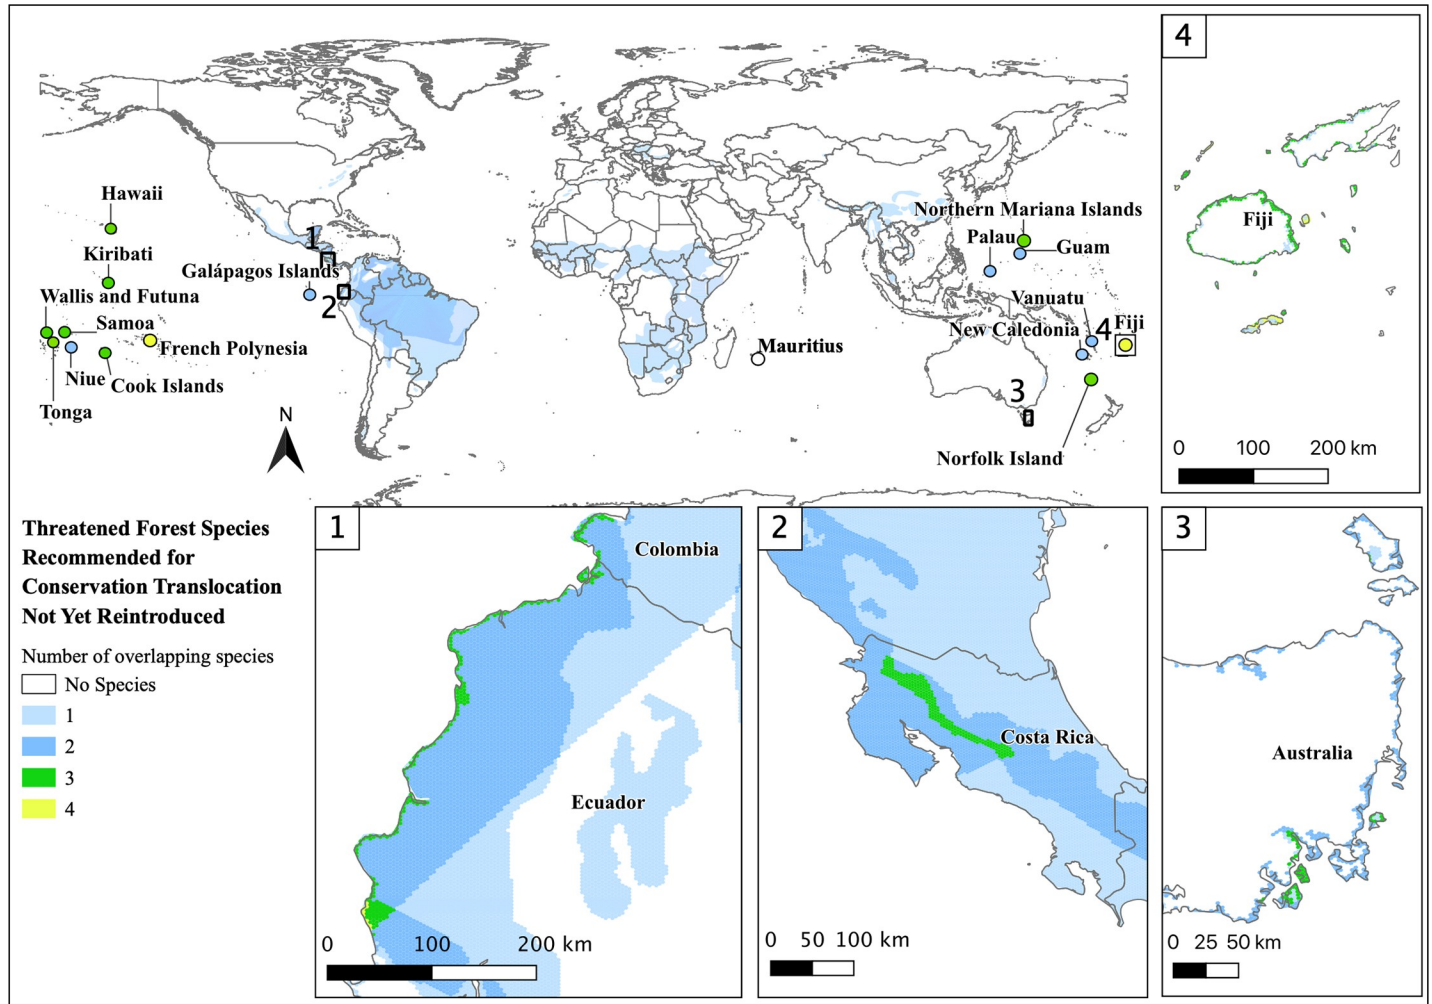 4
Hawaii
Northern Mariana Islands
Kiribati
1
Palau
Guam
Fiji
Galápagos Islands
Wallis and Futuna
2
Vanuatu
Samoa
New Caledonia
4
Fiji
French Polynesia
Mauritius
Niue
Cook Islands
3
Tonga
N
Norfolk Island
0 100 200 km
Threatened Forest Species
Recommended for
Conservation Translocation
Not Yet Reintroduced
Number of overlapping species
No Species
1
2
3
4
1
Colombia
Ecuador
0 100 200 km
2
Costa Rica
0 50 100 km
3
Australia
0 25 50 km